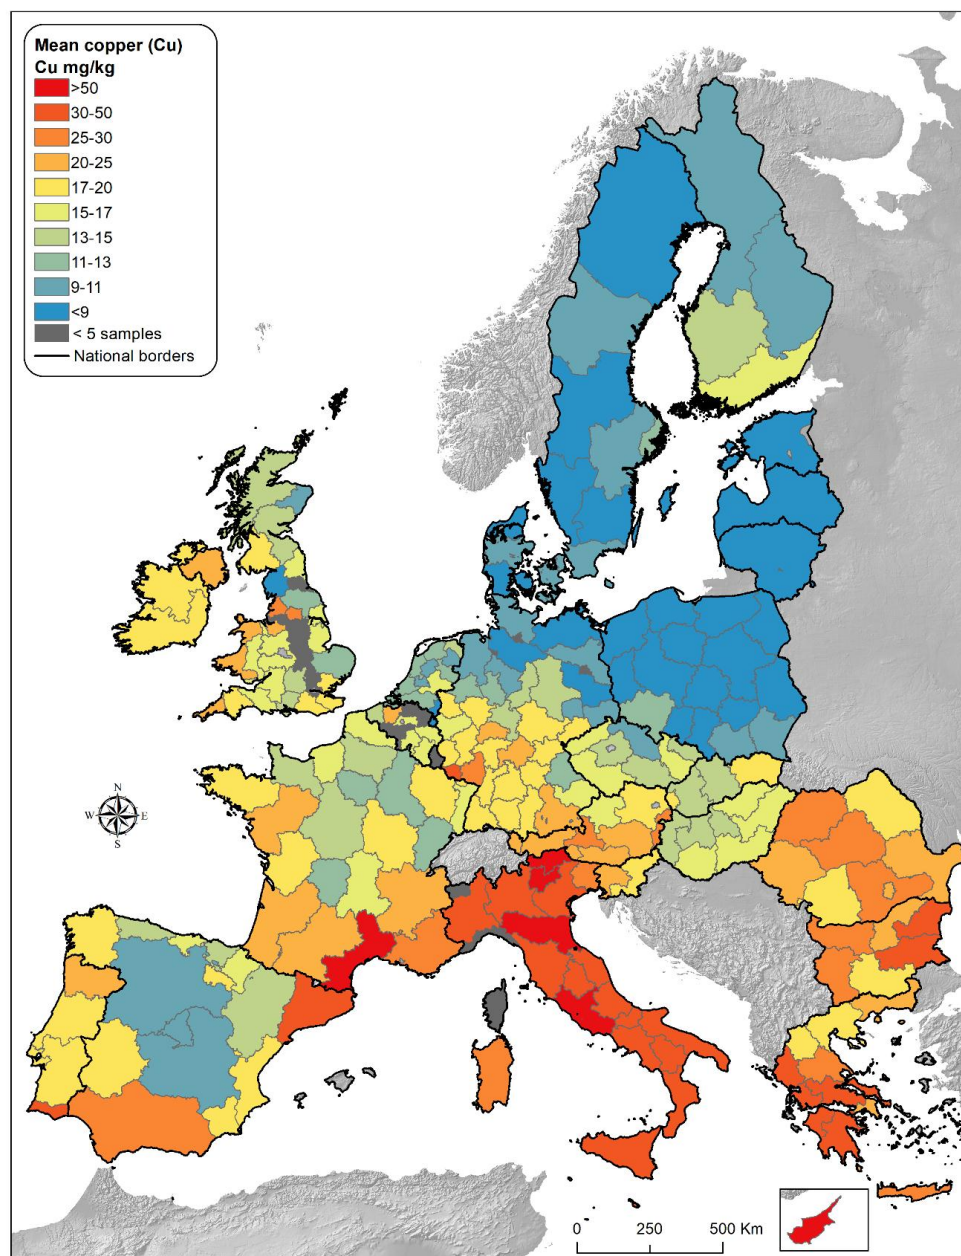 Mean copper (Cu)
Cu mg/kg
>50
30-50
25-30
20-25
17-20
15-17
13-15
11-13
9-11
<9
< 5 samples
National borders
N
W E
S
0 250 500 Km